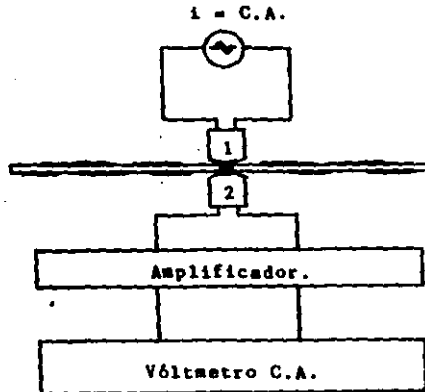 i = C.A.
1
2
Amplificador.
Vóltmetro C.A.